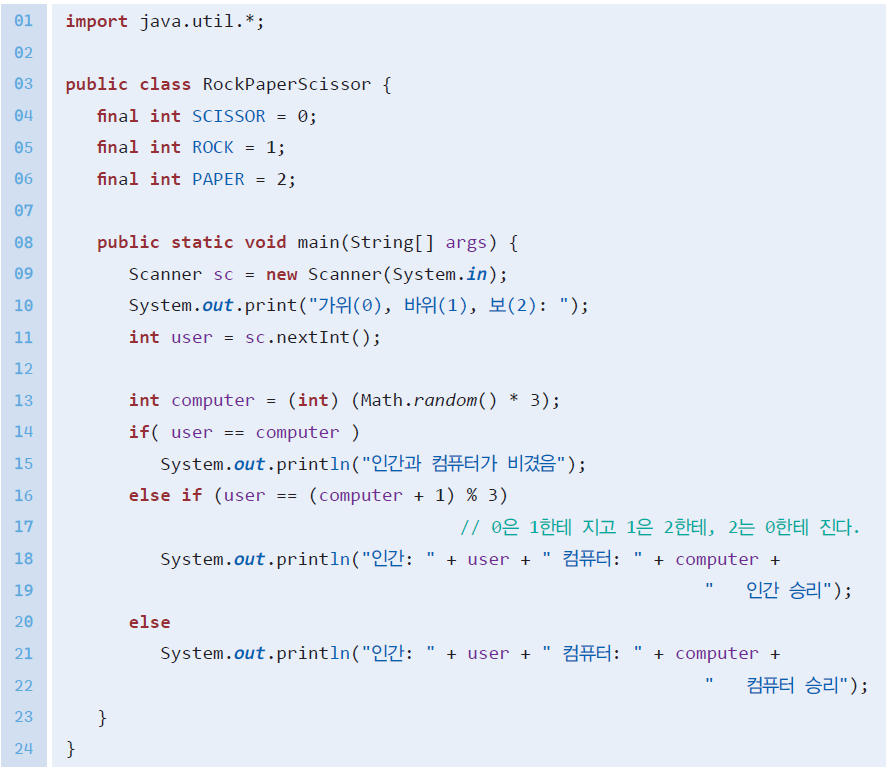 01 import java.util.*;
02
03 public class RockPaperScissor {
04 final int SCISSOR = 0;
05 final int ROCK = 1;
06 final int PAPER = 2;
07
08 public static void main(String[] args) {
09 Scanner sc = new Scanner(System.in);
10 System.out.print("가위(0), 바위(1), 보(2): ");
11 int user = sc.nextInt();
12
13 int computer = (int) (Math.random() * 3);
14 if( user == computer )
15 System.out.println("인간과 컴퓨터가 비겼음");
16 else if (user == (computer + 1) % 3)
17 // 0은 1한테 지고 1은 2한테, 2는 0한테 진다.
18 System.out.println("인간: " + user + " 컴퓨터: " + computer +
19 "   인간 승리");
20 else
21 System.out.println("인간: " + user + " 컴퓨터: " + computer +
22 "   컴퓨터 승리");
23 }
24 }